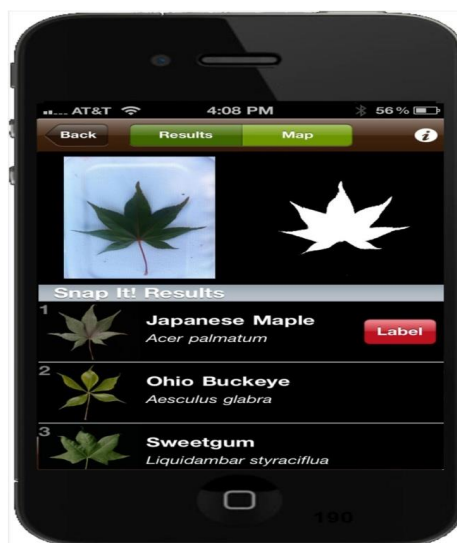 AT&T 4:08 PM 56%
Back Results Map i
Snap It! Results
1
Japanese Maple
Label
Acer palmatum
2
Ohio Buckeye
Aesculus glabra
3
Sweetgum
Liquidambar styraciflua
190